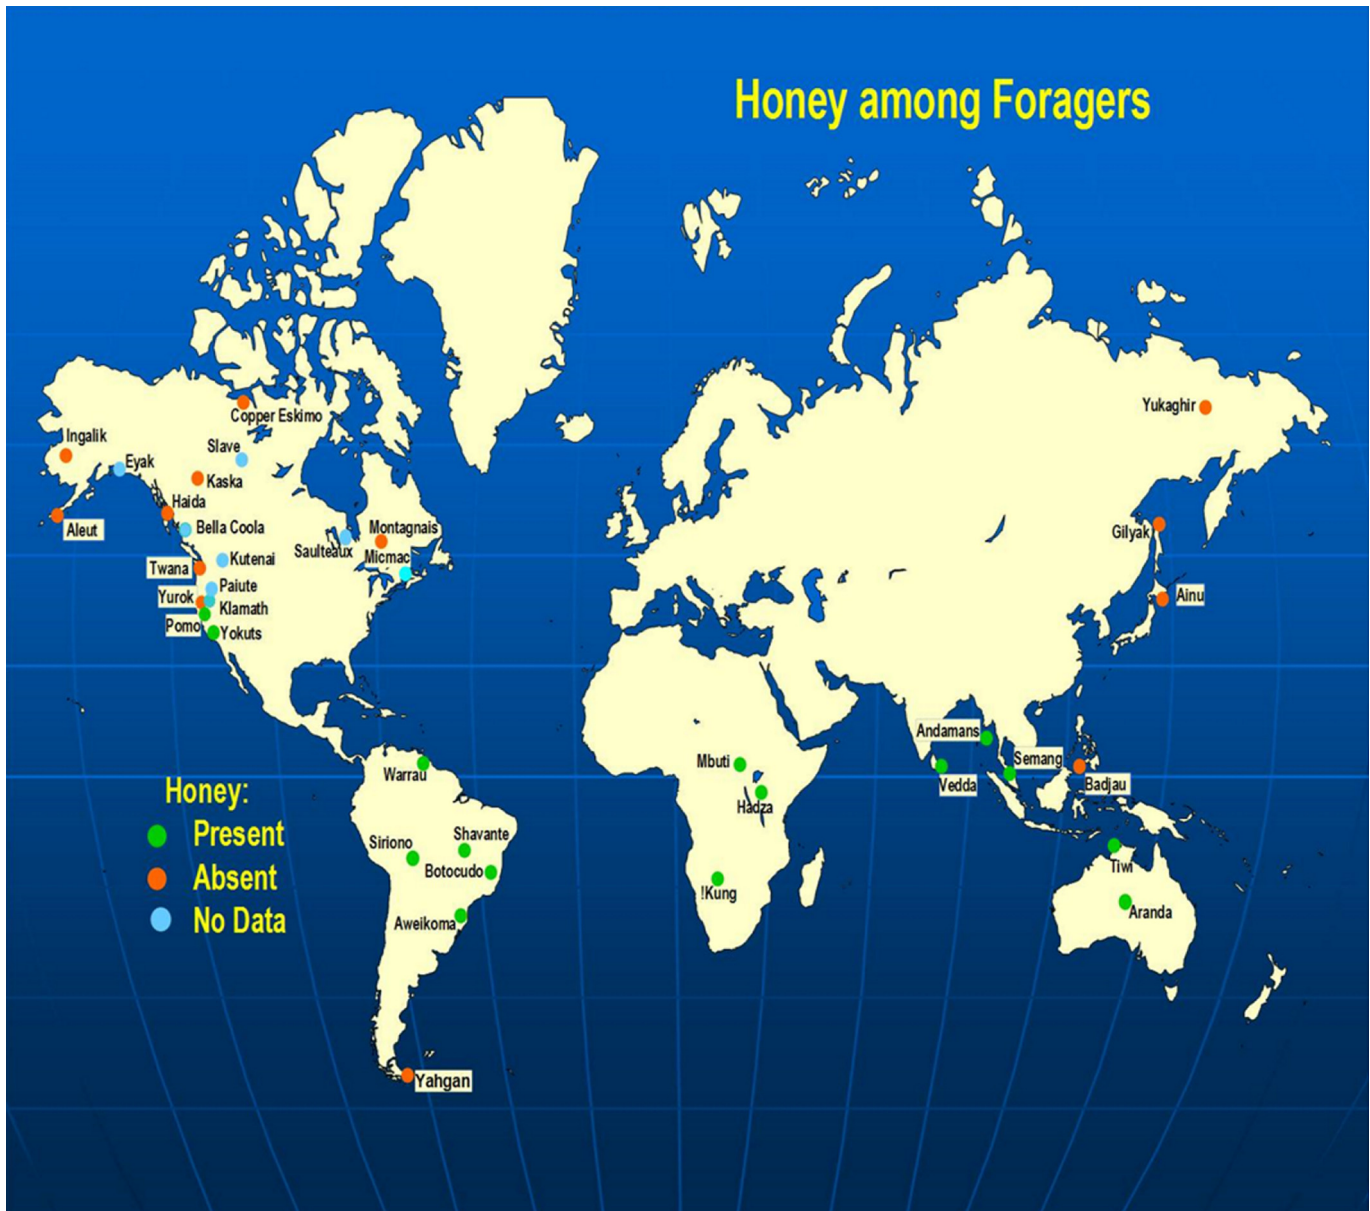 Honey among Foragers
Copper Eskimo
Yukaghir
Ingalik
Slave
Eyak
Kaska
Haida
Aleut
Bella Coola
Montagnais
Saulteaux
Micmac
Gilyak
Twana
Kutenai
Paiute
Yurok
Klamath
Ainu
Pomo
Yokuts
Andamans
Semang
Mbuti
Warrau
Vedda
Badjau
Hadza
Honey:
Present
Absent
No Data
Shavante
Siriono
Botocudo
Tiwi
!Kung
Aranda
Aweikoma
Yahgan